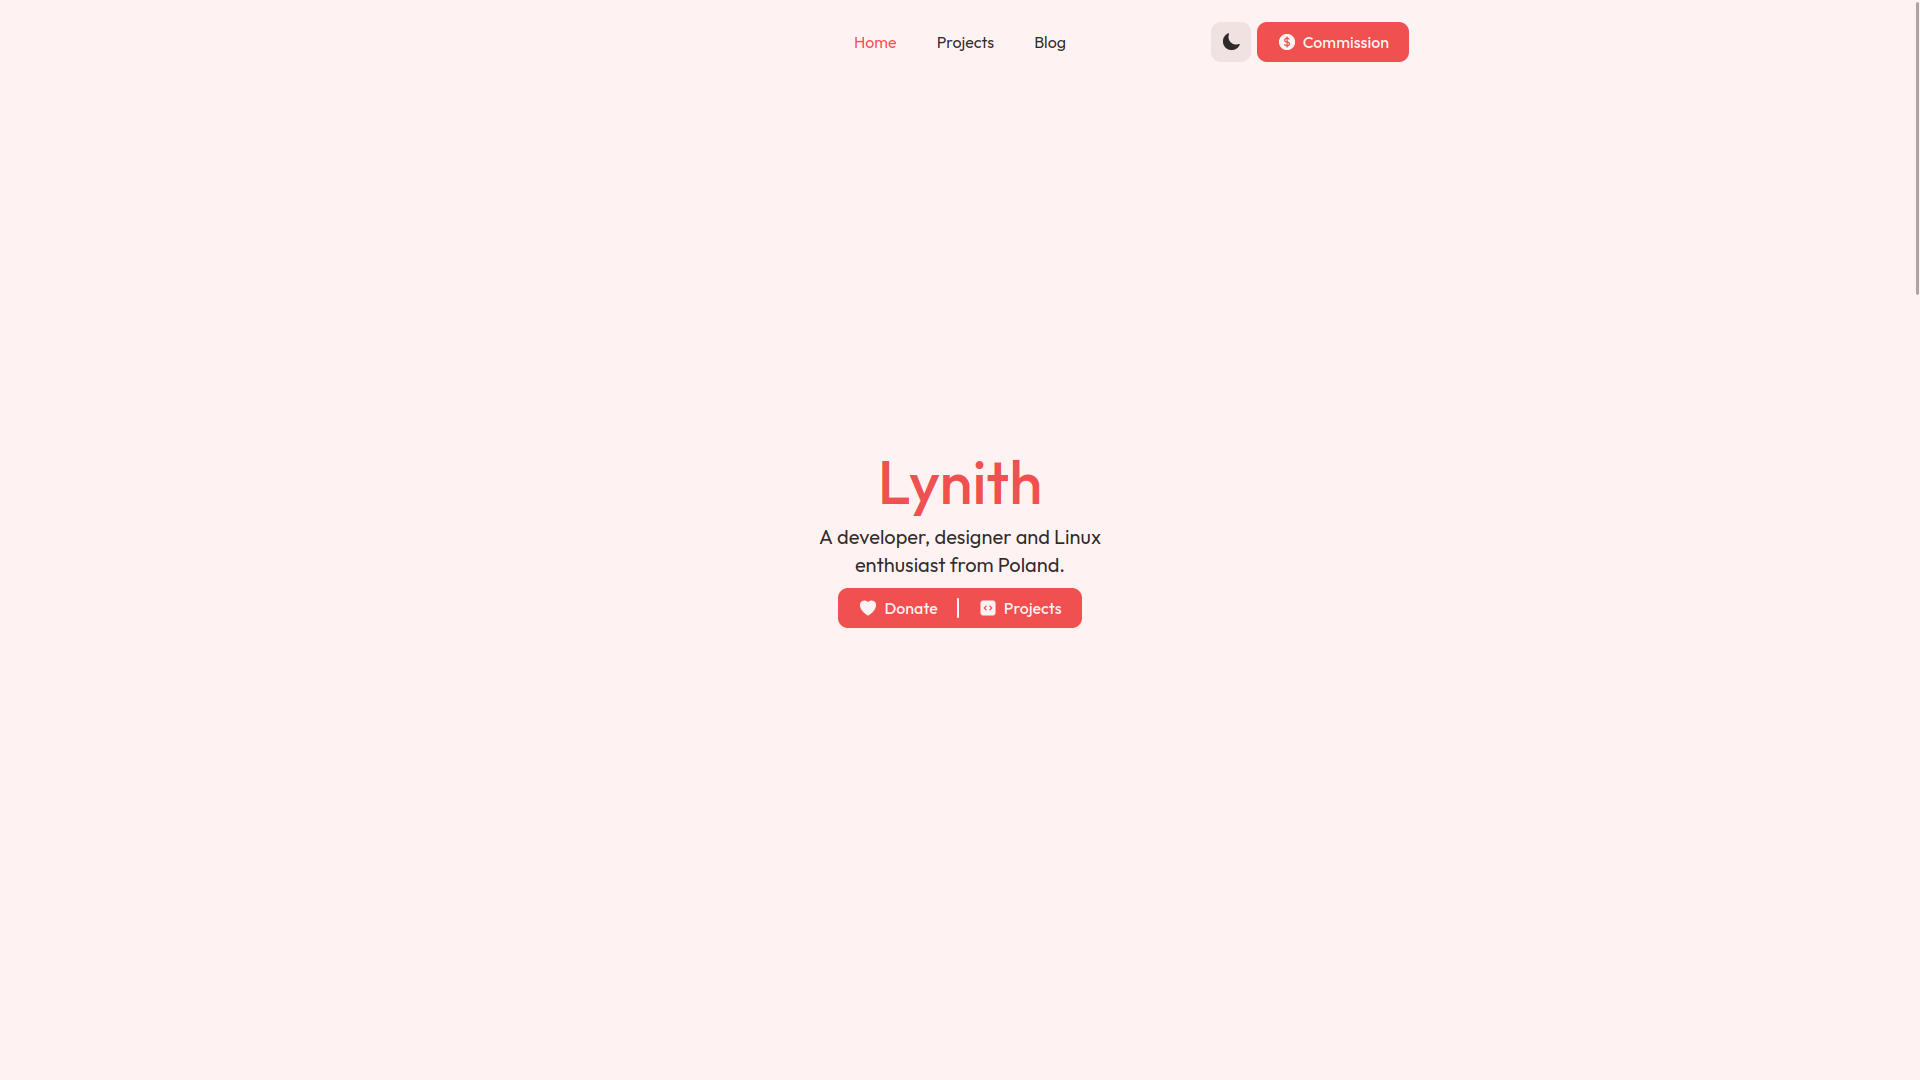 Home Projects Blog Commission
Lynith
A developer, designer and Linux
enthusiast from Poland.
Donate Projects